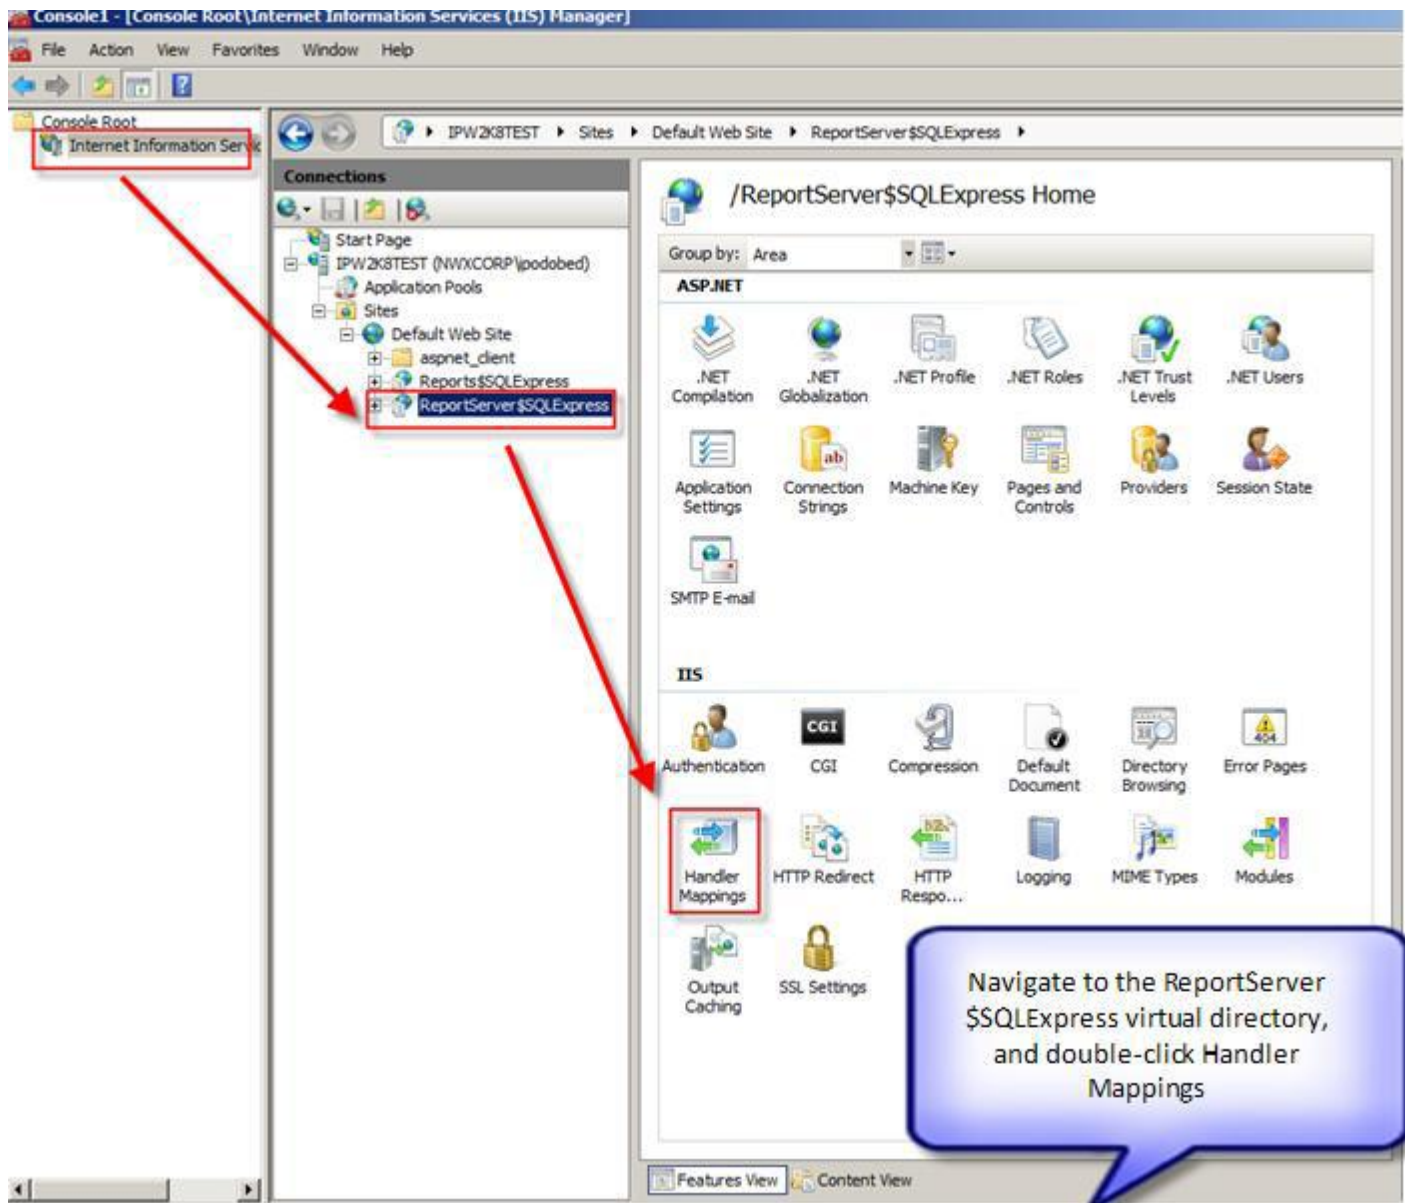 Console1 - [Console Root\Internet Information Services (IIS) Manager]
File Action View Favorites Window Help
Console Root
Internet Information Servic
IPW2K8TEST Sites Default Web Site ReportServer$SQLExpress
Connections
Start Page
IPW2K8TEST (NWXCORP\ipodobed)
Application Pools
Sites
Default Web Site
aspnet_client
Reports$SQLExpress
ReportServer$SQLExpress
/ReportServer$SQLExpress Home
Group by: Area
ASP.NET
.NET Compilation
.NET Globalization
.NET Profile
.NET Roles
.NET Trust Levels
.NET Users
Application Settings
ab
Connection Strings
Machine Key
Pages and Controls
Providers
Session State
SMTP E-mail
IIS
Authentication
CGI
CGI
Compression
Default Document
Directory Browsing
404
Error Pages
Handler Mappings
HTTP Redirect
HTTP Respo...
Logging
MIME Types
Modules
Output Caching
SSL Settings
Navigate to the ReportServer
$SQLExpress virtual directory,
and double-click Handler
Mappings
Features View Content View